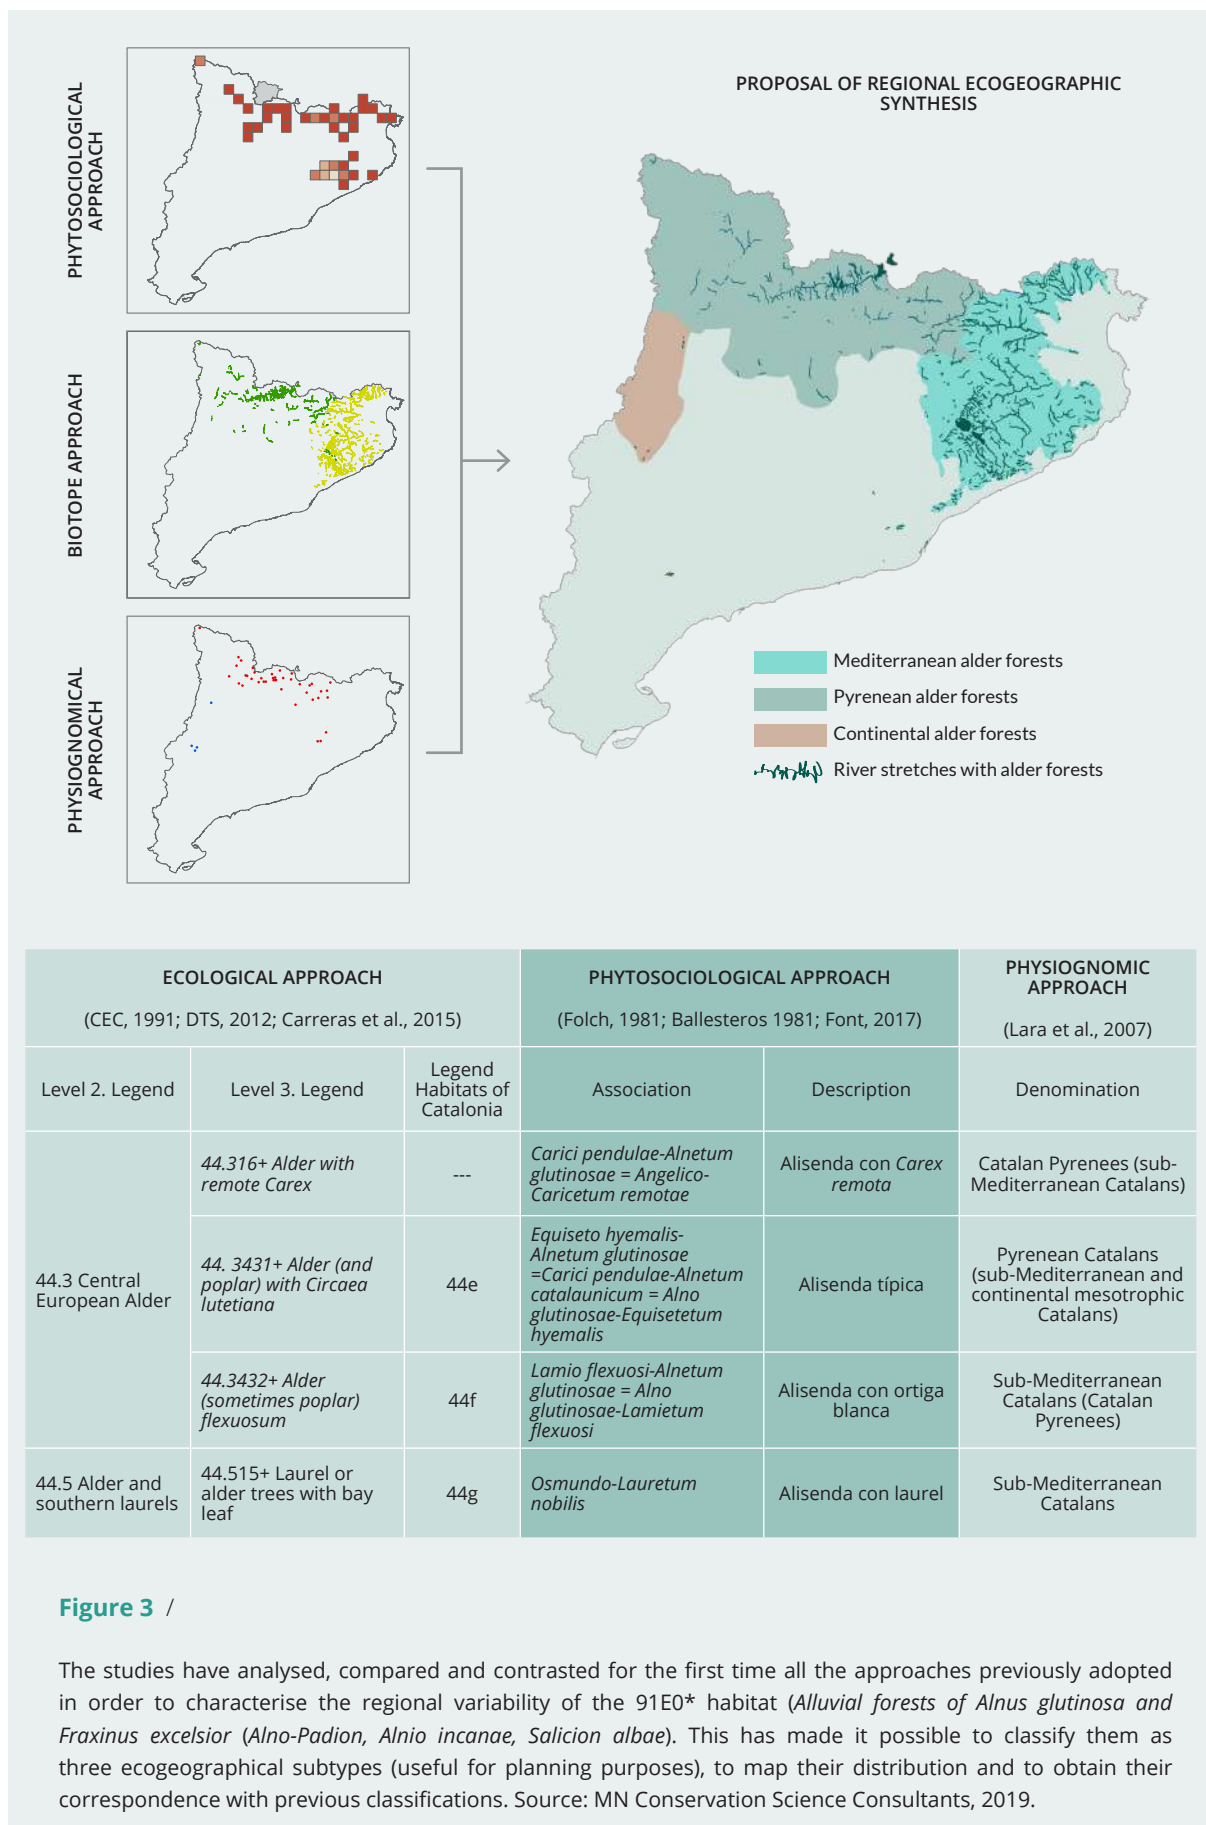 PHYTOSOCIOLOGICAL
APPROACH
BIOTOPE APPROACH
PHYSIOGNOMICAL
APPROACH
PROPOSAL OF REGIONAL ECOGEOGRAPHIC
SYNTHESIS
Mediterranean alder forests
Pyrenean alder forests
Continental alder forests
River stretches with alder forests
ECOLOGICAL APPROACH
(CEC, 1991; DTS, 2012; Carreras et al., 2015)
PHYTOSOCIOLOGICAL APPROACH
(Folch, 1981; Ballesteros 1981; Font, 2017)
PHYSIOGNOMIC
APPROACH
(Lara et al., 2007)
Level 2. Legend
Level 3. Legend
Legend
Habitats of
Catalonia
Association
Description
Denomination
44.3 Central
European Alder
44.316+ Alder with
remote Carex
---
Carici pendulae-Alnetum
glutinosae = Angelico-
Caricetum remotae
Alisenda con Carex
remota
Catalan Pyrenees (sub-
Mediterranean Catalans)
44. 3431+ Alder (and
poplar) with Circaea
lutetiana
44e
Equiseto hyemalis-
Alnetum glutinosae
=Carici pendulae-Alnetum
catalaunicum = Alno
glutinosae-Equisetetum
hyemalis
Alisenda típica
Pyrenean Catalans
(sub-Mediterranean and
continental mesotrophic
Catalans)
44.3432+ Alder
(sometimes poplar)
flexuosum
44f
Lamio flexuosi-Alnetum
glutinosae = Alno
glutinosae-Lamietum
flexuosi
Alisenda con ortiga
blanca
Sub-Mediterranean
Catalans (Catalan
Pyrenees)
44.5 Alder and
southern laurels
44.515+ Laurel or
alder trees with bay
leaf
44g
Osmundo-Lauretum
nobilis
Alisenda con laurel
Sub-Mediterranean
Catalans
Figure 3 /
The studies have analysed, compared and contrasted for the first time all the approaches previously adopted
in order to characterise the regional variability of the 91E0* habitat (Alluvial forests of Alnus glutinosa and
Fraxinus excelsior (Alno-Padion, Alnio incanae, Salicion albae). This has made it possible to classify them as
three ecogeographical subtypes (useful for planning purposes), to map their distribution and to obtain their
correspondence with previous classifications. Source: MN Conservation Science Consultants, 2019.